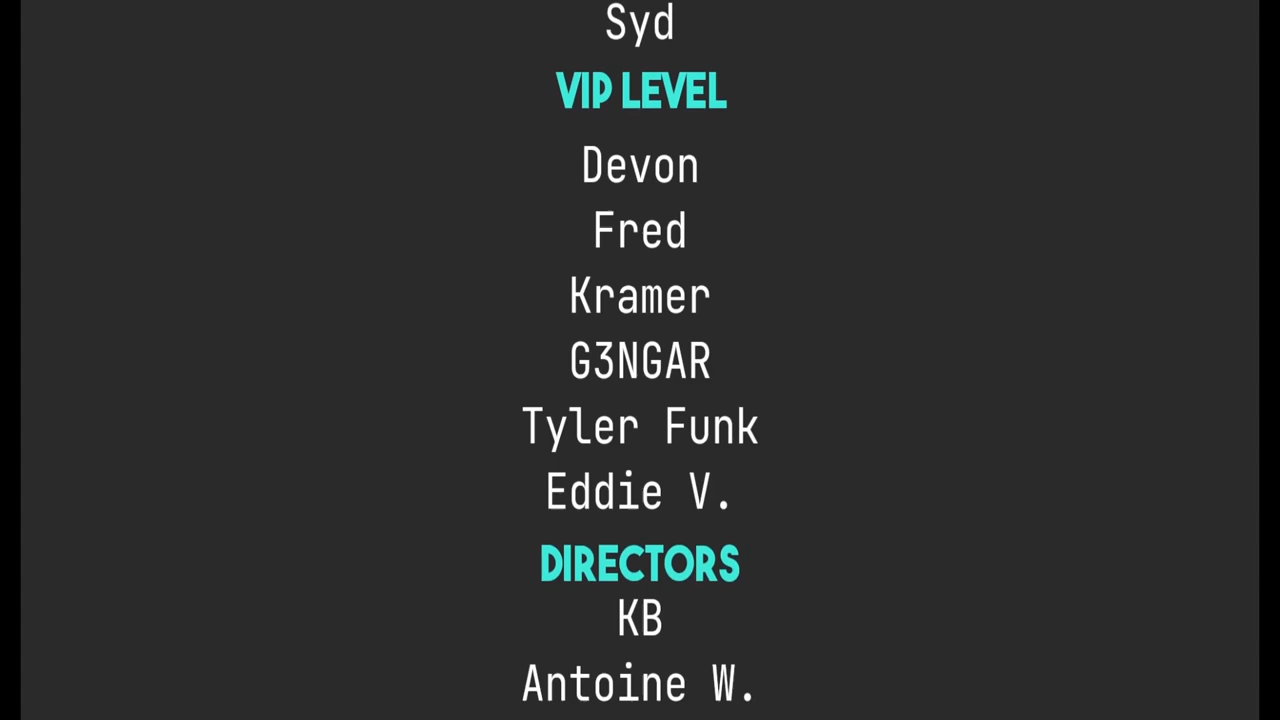 Syd
VIP LEVEL
Devon
Fred
Kramer
G3NGAR
Tyler Funk
Eddie V.
DIRECTORS
KB
Antoine W.